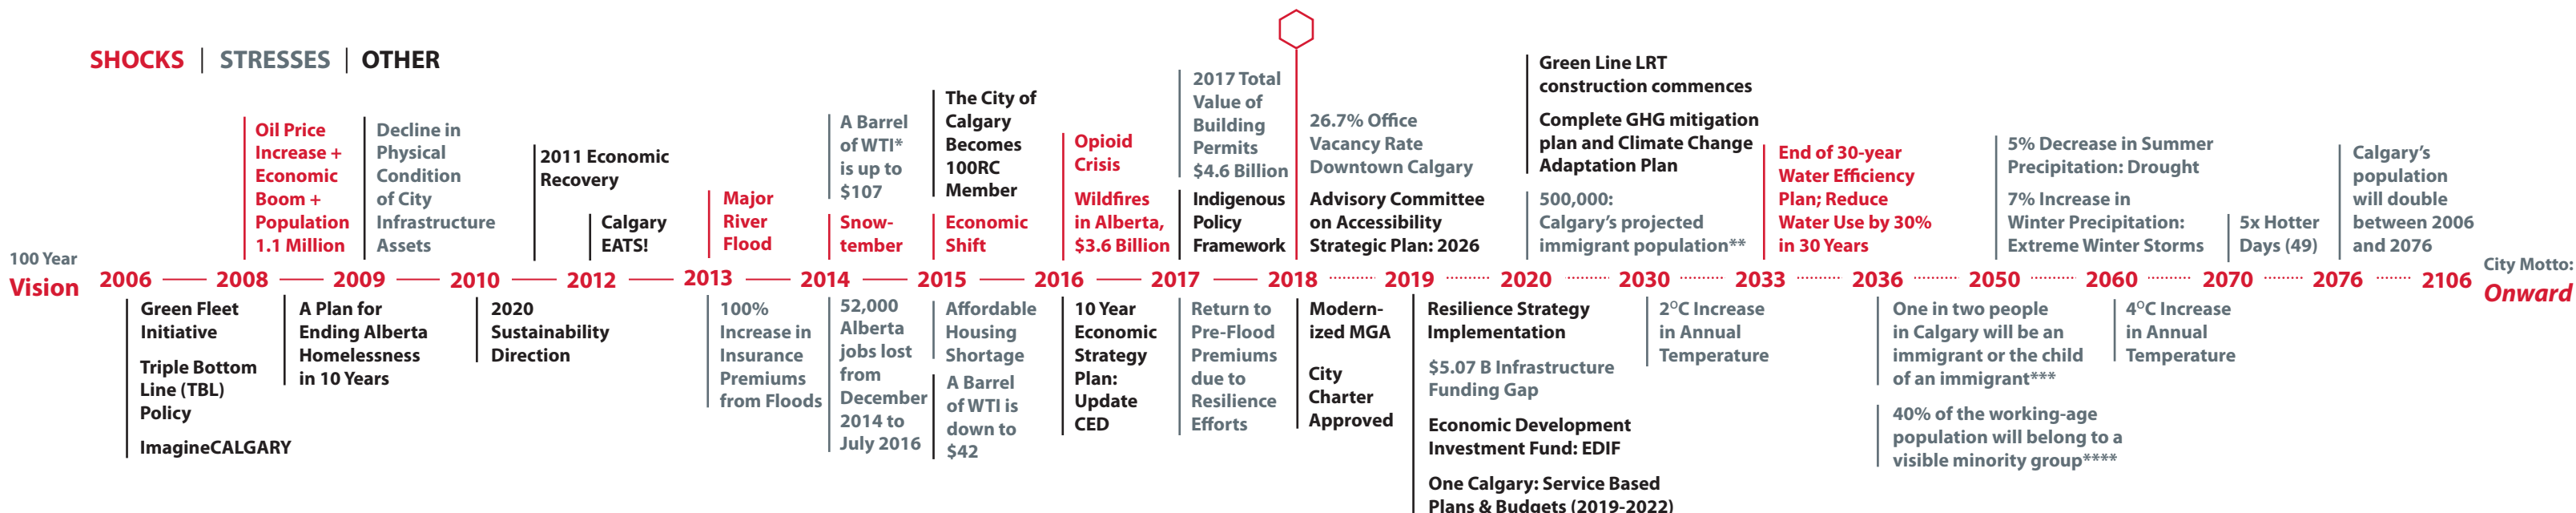 SHOCKS | STRESSES | OTHER
Oil Price
Increase +
Economic
Boom +
Population
1.1 Million
Decline in
Physical
Condition
of City
Infrastructure
Assets
2011 Economic
Recovery
Calgary
EATS!
Major
River
Flood
A Barrel
of WTI*
is up to
$107
Snow-
tember
The City of
Calgary
Becomes
100RC
Member
Economic
Shift
Opioid
Crisis
Wildfires
in Alberta,
$3.6 Billion
2017 Total
Value of
Building
Permits
$4.6 Billion
Indigenous
Policy
Framework
26.7% Office
Vacancy Rate
Downtown Calgary
Advisory Committee
on Accessibility
Strategic Plan: 2026
Green Line LRT
construction commences
Complete GHG mitigation
plan and Climate Change
Adaptation Plan
500,000:
Calgary’s projected
immigrant population**
End of 30-year
Water Efficiency
Plan; Reduce
Water Use by 30%
in 30 Years
5% Decrease in Summer
Precipitation: Drought
7% Increase in
Winter Precipitation:
Extreme Winter Storms
5x Hotter
Days (49)
Calgary’s
population
will double
between 2006
and 2076
100 Year
Vision
2006 2008 2009 2010 2012 2013 2014 2015 2016 2017 2018 2019 2020 2030 2033 2036 2050 2060 2070 2076 2106
City Motto:
Onward
Green Fleet
Initiative
Triple Bottom
Line (TBL)
Policy
ImagineCALGARY
A Plan for
Ending Alberta
Homelessness
in 10 Years
2020
Sustainability
Direction
100%
Increase in
Insurance
Premiums
from Floods
52,000
Alberta
jobs lost
from
December
2014 to
July 2016
Affordable
Housing
Shortage
A Barrel
of WTI is
down to
$42
10 Year
Economic
Strategy
Plan:
Update
CED
Return to
Pre-Flood
Premiums
due to
Resilience
Efforts
Modern-
ized MGA
City
Charter
Approved
Resilience Strategy
Implementation
$5.07 B Infrastructure
Funding Gap
Economic Development
Investment Fund: EDIF
One Calgary: Service Based
Plans & Budgets (2019-2022)
2°C Increase
in Annual
Temperature
One in two people
in Calgary will be an
immigrant or the child
of an immigrant***
40% of the working-age
population will belong to a
visible minority group****
4°C Increase
in Annual
Temperature